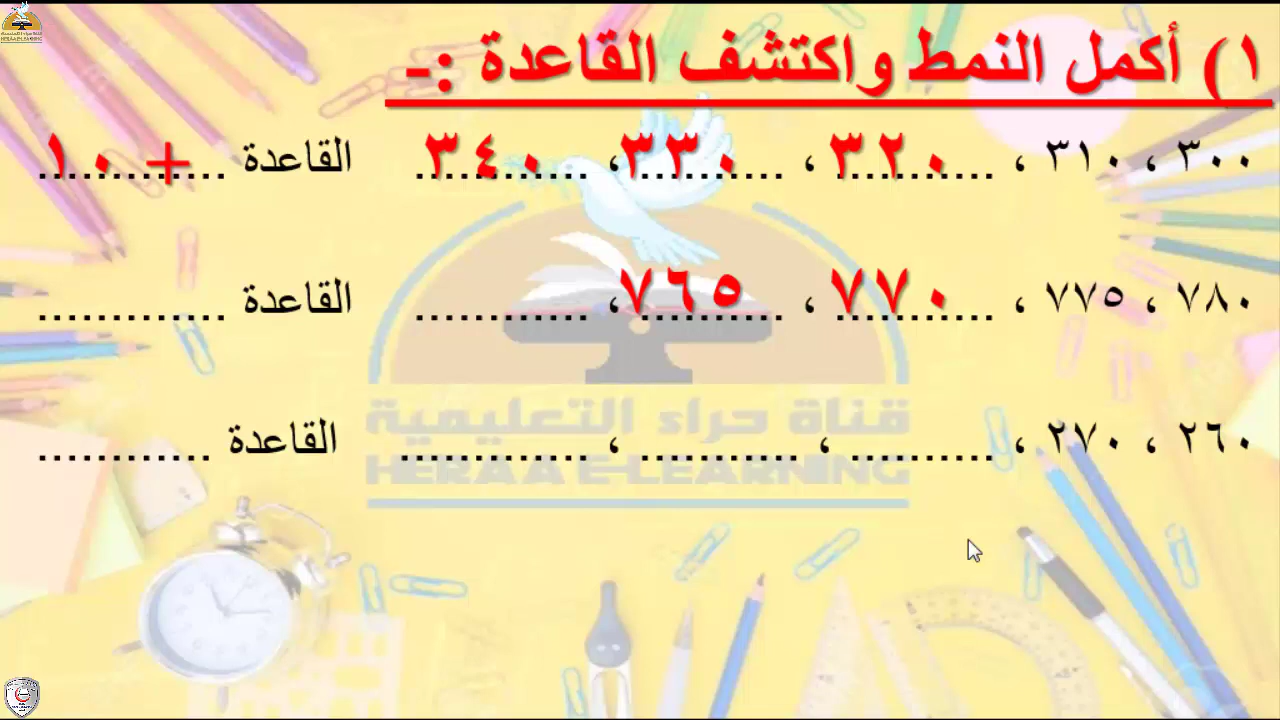 ١) أكمل النمط واكتشف القاعدة :-
٣٠٠ ، ٣١٠ ، ٣٢٠ ، ٣٣٠ ، ٣٤٠ القاعدة + ١٠
٧٨٠ ، ٧٧٥ ، ٧٧٠ ، ٧٦٥ ، ............ القاعدة .............
٢٦٠ ، ٢٧٠ ، .......... ، ........... ، ............. القاعدة ............
قناة حراء التعليمية
HERAA E-LEARNING